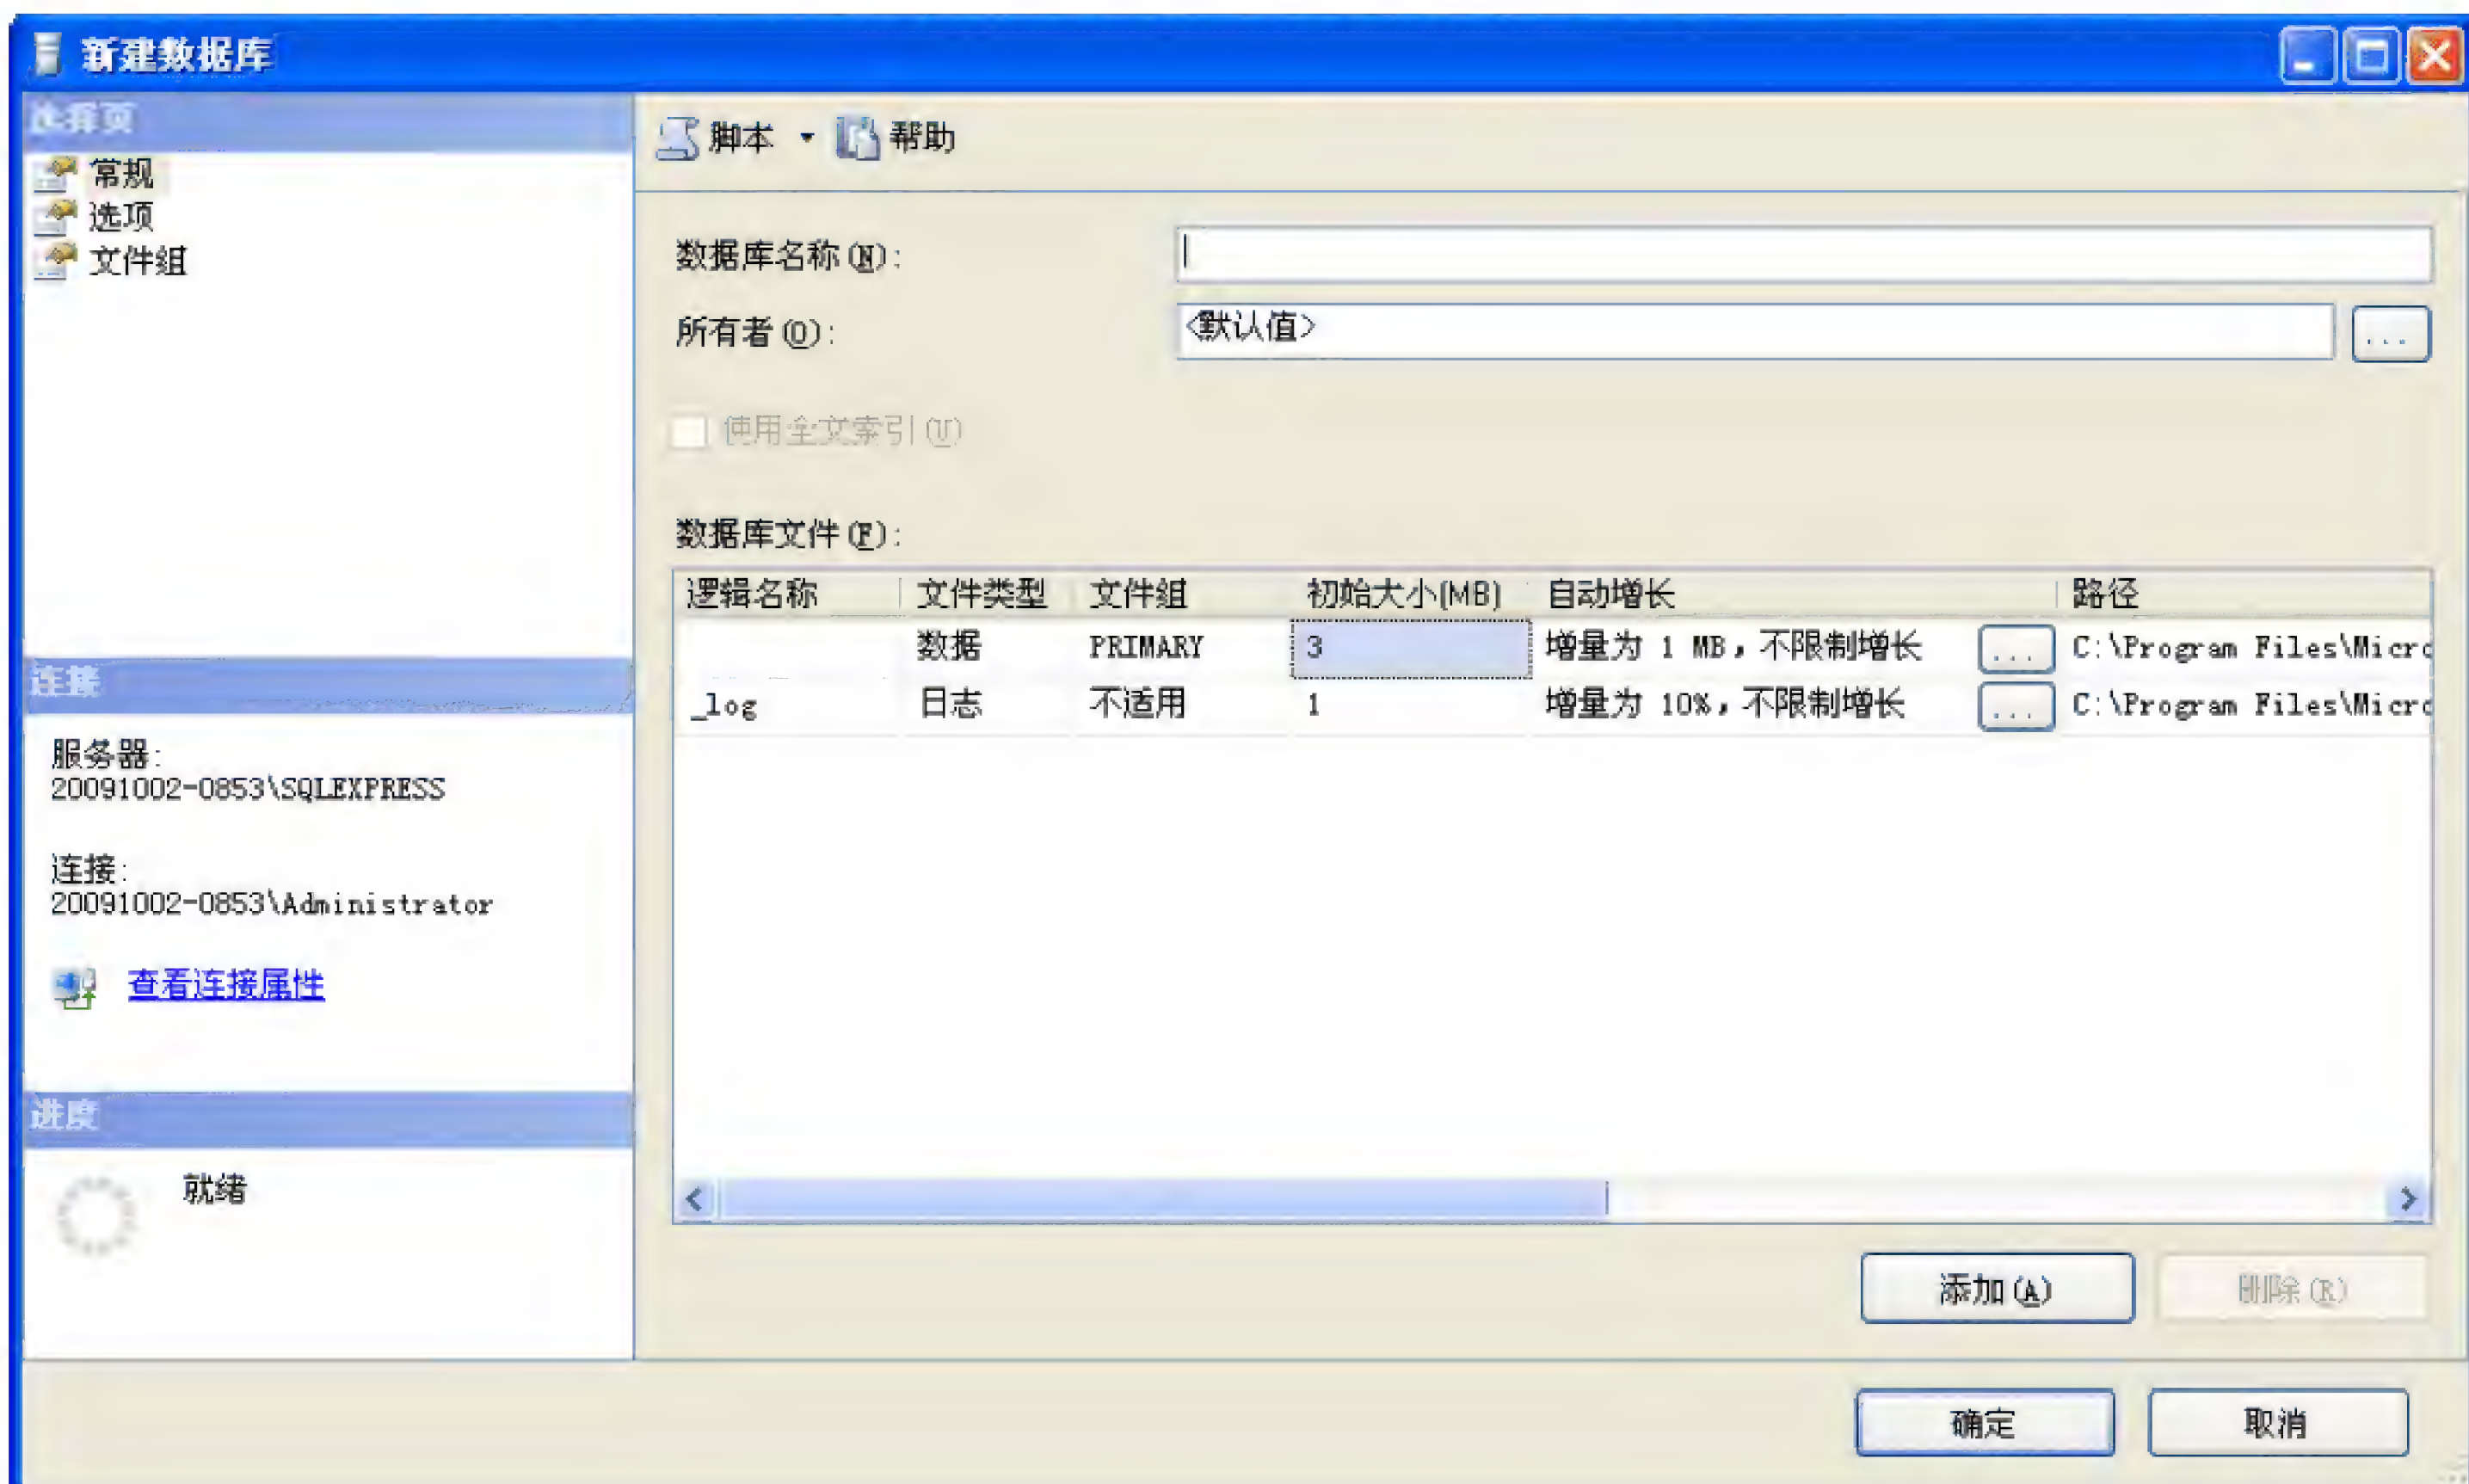 新建数据库
选择页
常规
选项
文件组
脚本 帮助
数据库名称(N):
所有者(O): <默认值> ...
使用全文索引(U)
数据库文件(F):
逻辑名称 文件类型 文件组 初始大小(MB) 自动增长 路径
数据 PRIMARY 3 增量为 1 MB，不限制增长 ... C:\Program Files\Micro
_log 日志 不适用 1 增量为 10%，不限制增长 ... C:\Program Files\Micro
连接
服务器:
20091002-0853\SQLEXPRESS
连接:
20091002-0853\Administrator
查看连接属性
进度
就绪
添加(A) 删除(R)
确定 取消